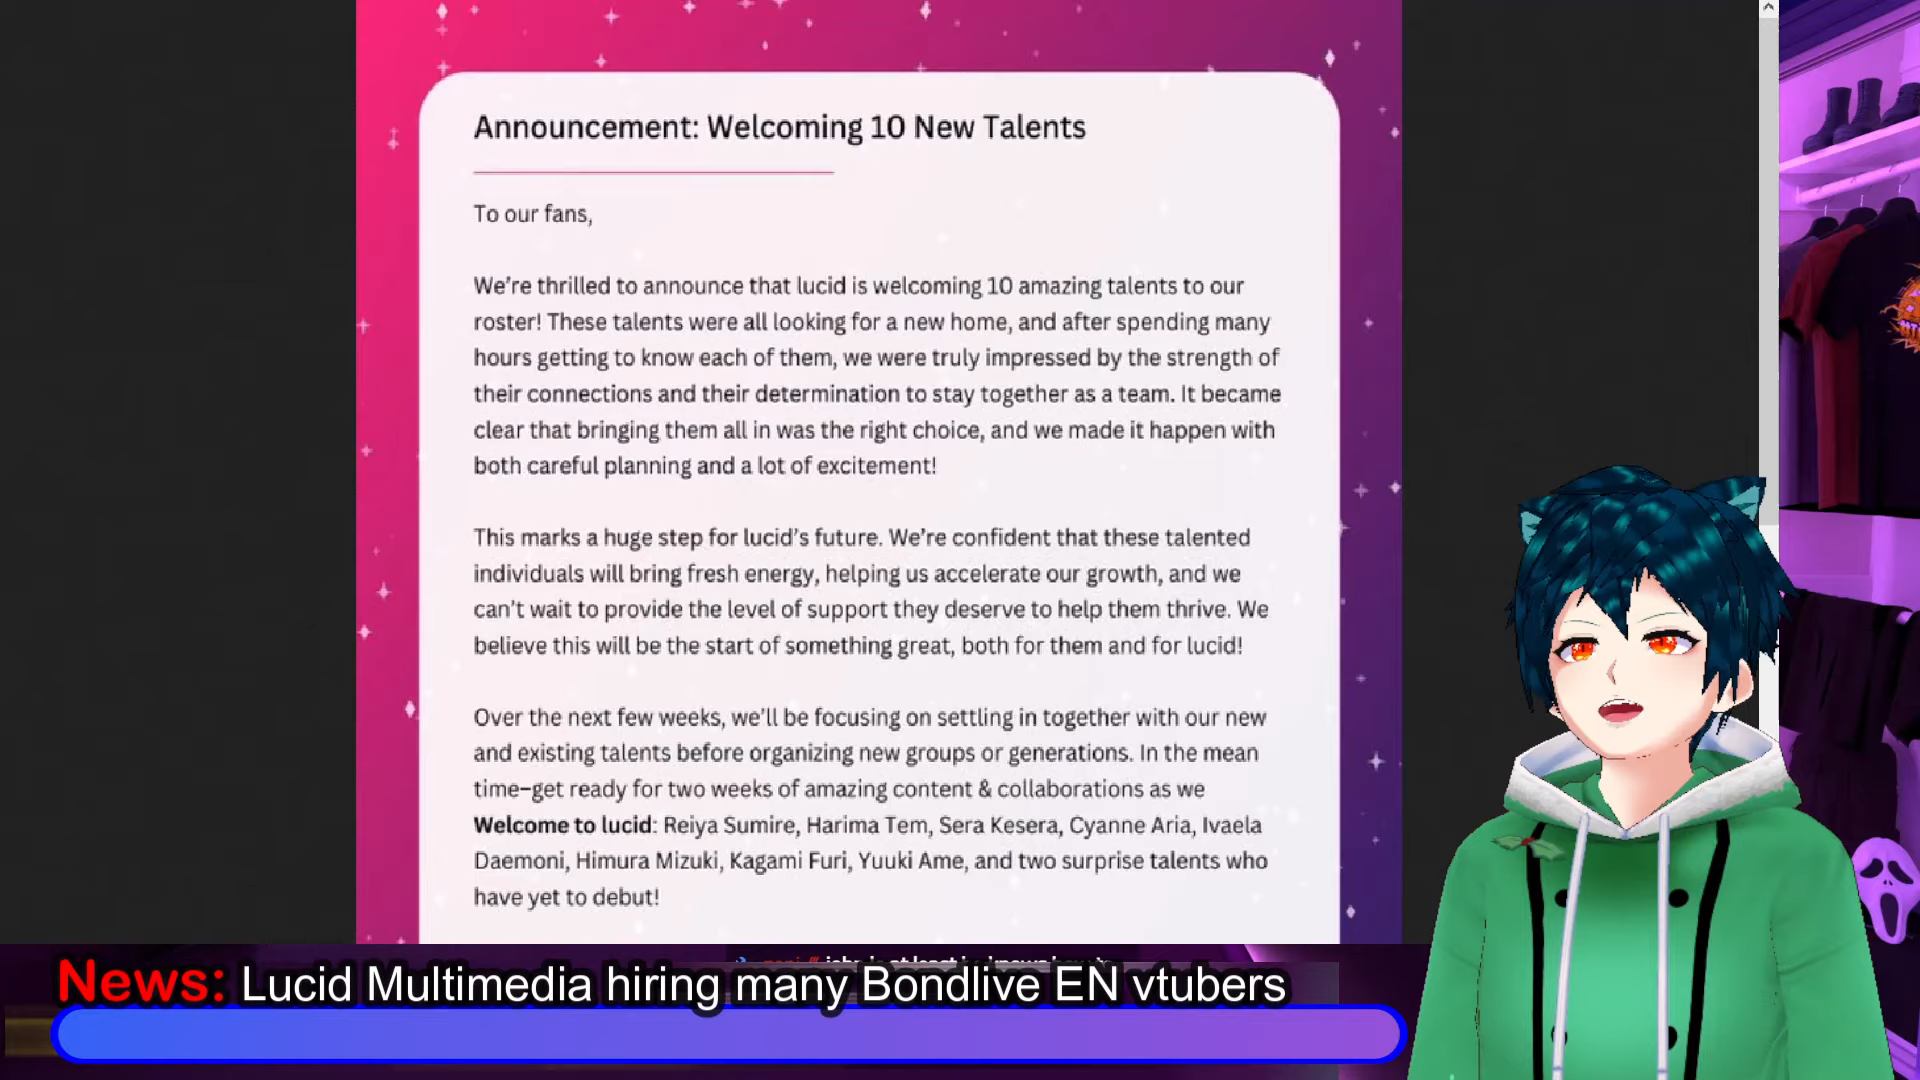 Announcement: Welcoming 10 New Talents
To our fans,
We're thrilled to announce that lucid is welcoming 10 amazing talents to our
roster! These talents were all looking for a new home, and after spending many
hours getting to know each of them, we were truly impressed by the strength of
their connections and their determination to stay together as a team. It became
clear that bringing them all in was the right choice, and we made it happen with
both careful planning and a lot of excitement!
This marks a huge step for lucid's future. We're confident that these talented
individuals will bring fresh energy, helping us accelerate our growth, and we
can't wait to provide the level of support they deserve to help them thrive. We
believe this will be the start of something great, both for them and for lucid!
Over the next few weeks, we'll be focusing on settling in together with our new
and existing talents before organizing new groups or generations. In the mean
time–get ready for two weeks of amazing content & collaborations as we
Welcome to lucid: Reiya Sumire, Harima Tem, Sera Kesera, Cyanne Aria, Ivaela
Daemoni, Himura Mizuki, Kagami Furi, Yuuki Ame, and two surprise talents who
have yet to debut!
News: Lucid Multimedia hiring many Bondlive EN vtubers